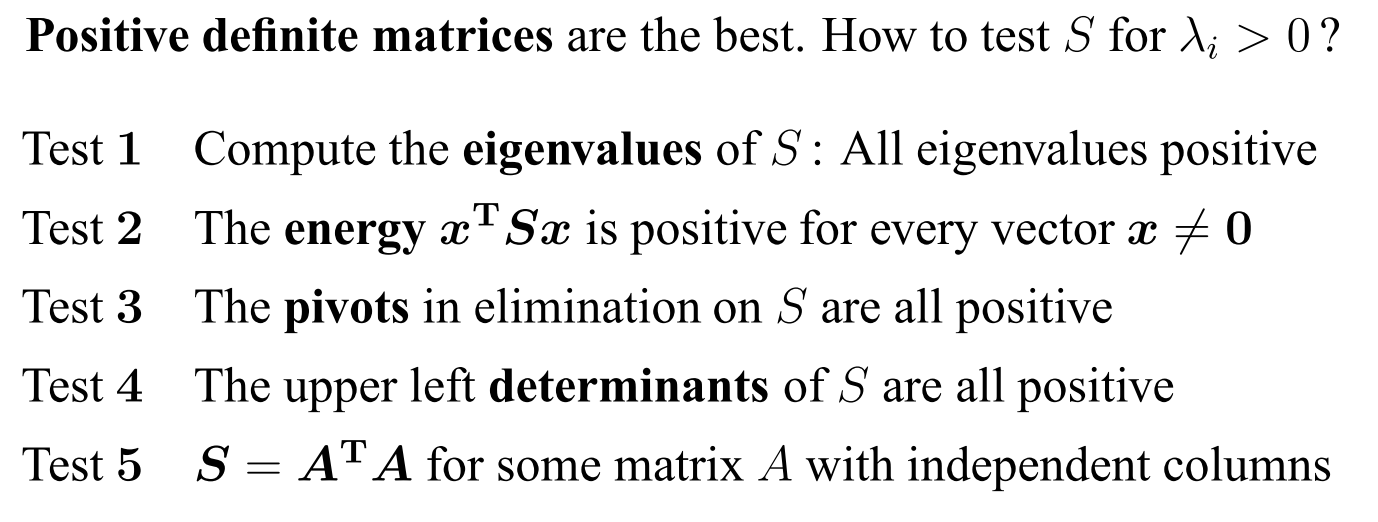 Positive definite matrices are the best. How to test S for λᵢ > 0 ?
Test 1 Compute the eigenvalues of S : All eigenvalues positive
Test 2 The energy xᵀSx is positive for every vector x ≠ 0
Test 3 The pivots in elimination on S are all positive
Test 4 The upper left determinants of S are all positive
Test 5 S = AᵀA for some matrix A with independent columns